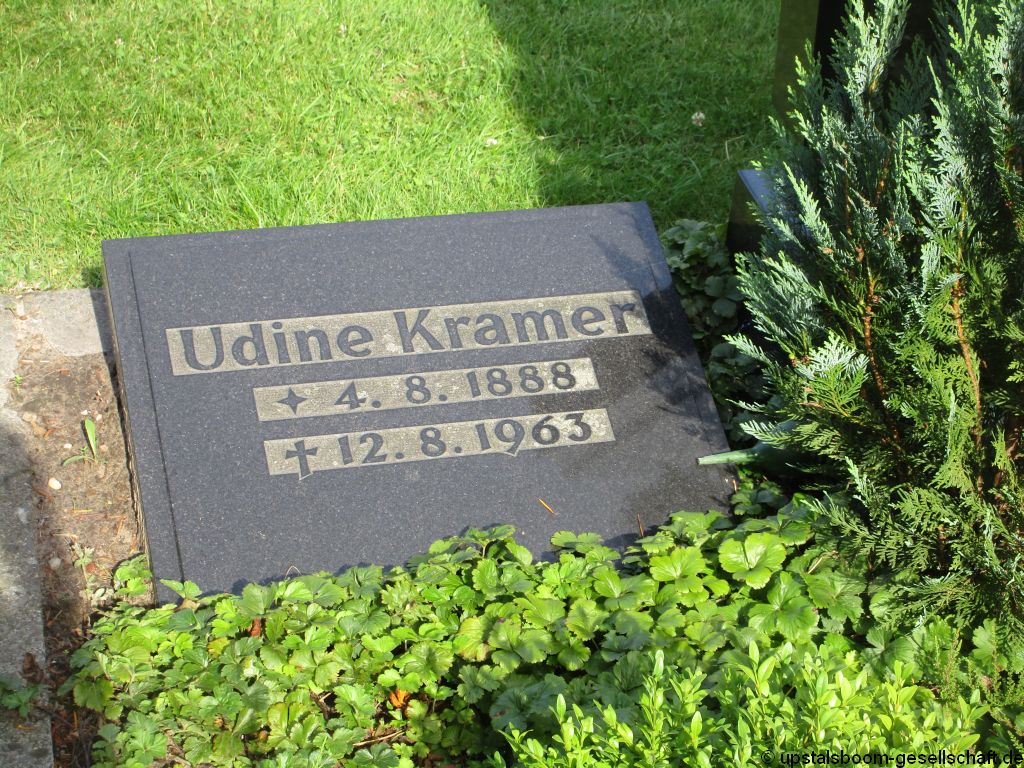 Udine Kramer
✦ 4. 8. 1888
✝ 12. 8. 1963
© upstalsboom-gesellschaft.de